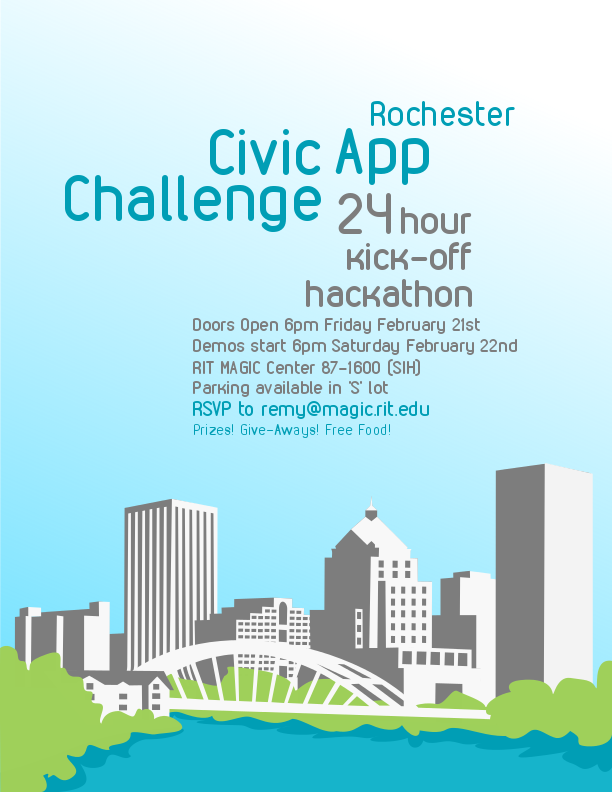 Rochester
Civic App
Challenge 24 hour
kick-off
hackathon
Doors Open 6pm Friday February 21st
Demos start 6pm Saturday February 22nd
RIT MAGIC Center 87-1600 (SIH)
Parking available in 'S' lot
RSVP to remy@magic.rit.edu
Prizes! Give-Aways! Free Food!